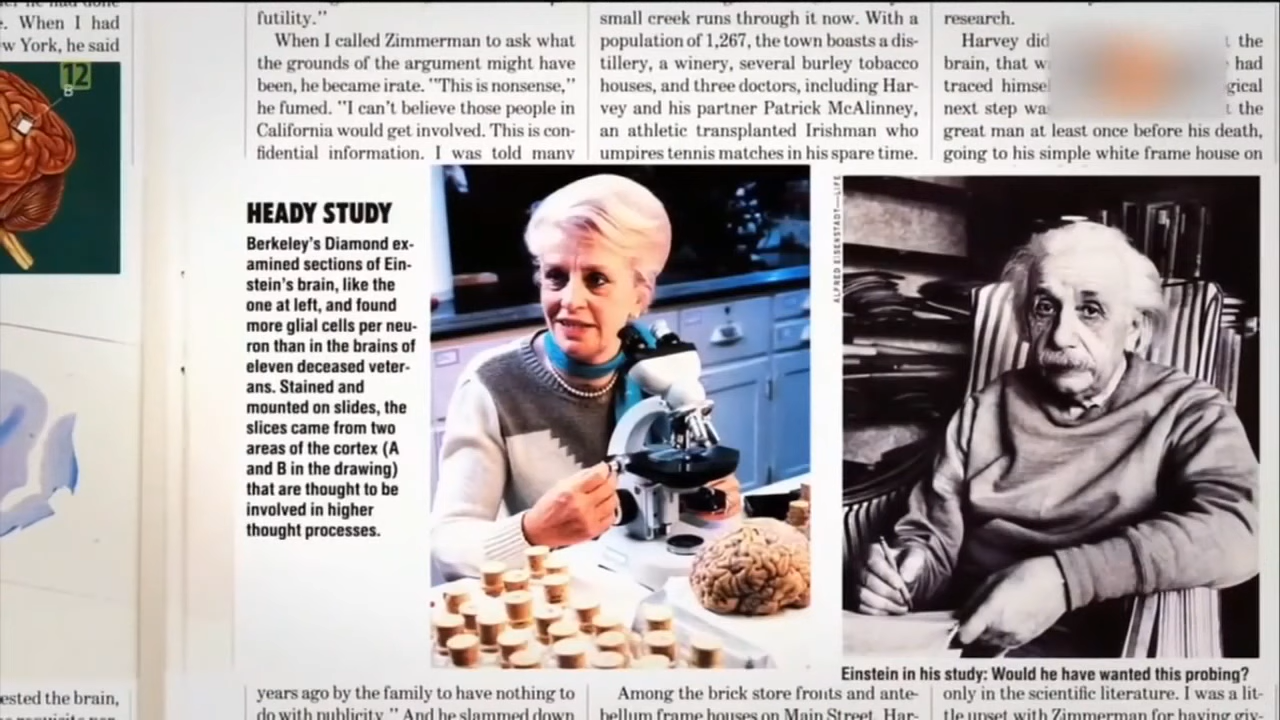 . When I had
w York, he said
12
B
ested the brain,
futility."
When I called Zimmerman to ask what
the grounds of the argument might have
been, he became irate. "This is nonsense,"
he fumed. "I can't believe those people in
California would get involved. This is con-
fidential information. I was told many
small creek runs through it now. With a
population of 1,267, the town boasts a dis-
tillery, a winery, several burley tobacco
houses, and three doctors, including Har-
vey and his partner Patrick McAlinney,
an athletic transplanted Irishman who
umpires tennis matches in his spare time.
research.
Harvey did the
brain, that had
traced
next step the
great man at least once before his death,
going to his simple white frame house on
HEADY STUDY
Berkeley's Diamond ex-
amined sections of Ein-
stein's brain, like the
one at left, and found
more glial cells per neu-
ron than in the brains of
eleven deceased veter-
ans. Stained and
mounted on slides, the
slices came from two
areas of the cortex (A
and B in the drawing)
that are thought to be
involved in higher
thought processes.
ALFRED EISENSTADT—LIFE
Einstein in his study: Would he have wanted this probing?
years ago by the family to have nothing to
do with publicity." And he slammed down
Among the brick store fronts and ante-
bellum frame houses on Main Street, Har-
only in the scientific literature. I was a lit-
tle upset with Zimmerman for having giv-